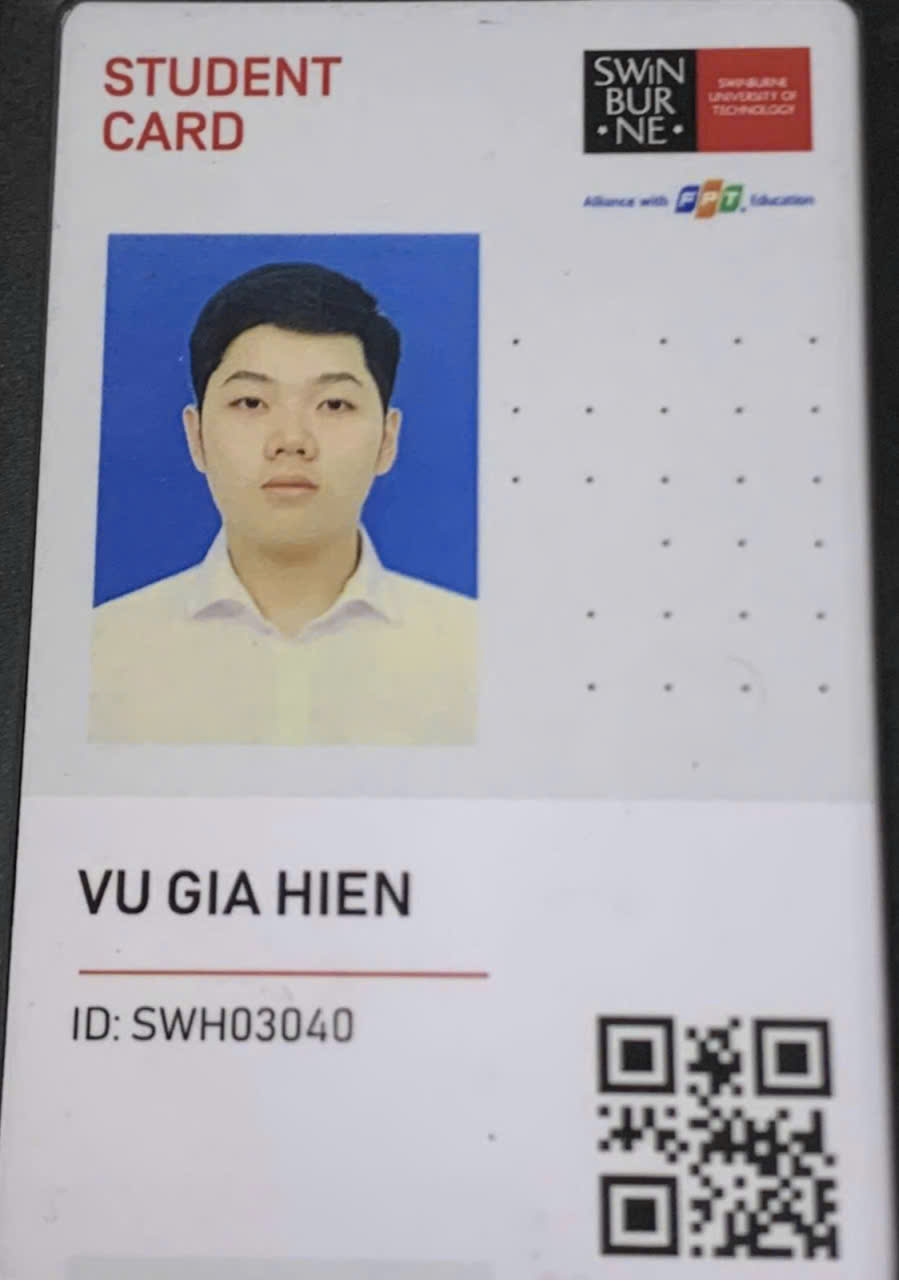 STUDENT
CARD
SWiN
BUR
•NE•
SWINBURNE
UNIVERSITY OF
TECHNOLOGY
Alliance with FPT Education
VU GIA HIEN
ID: SWH03040